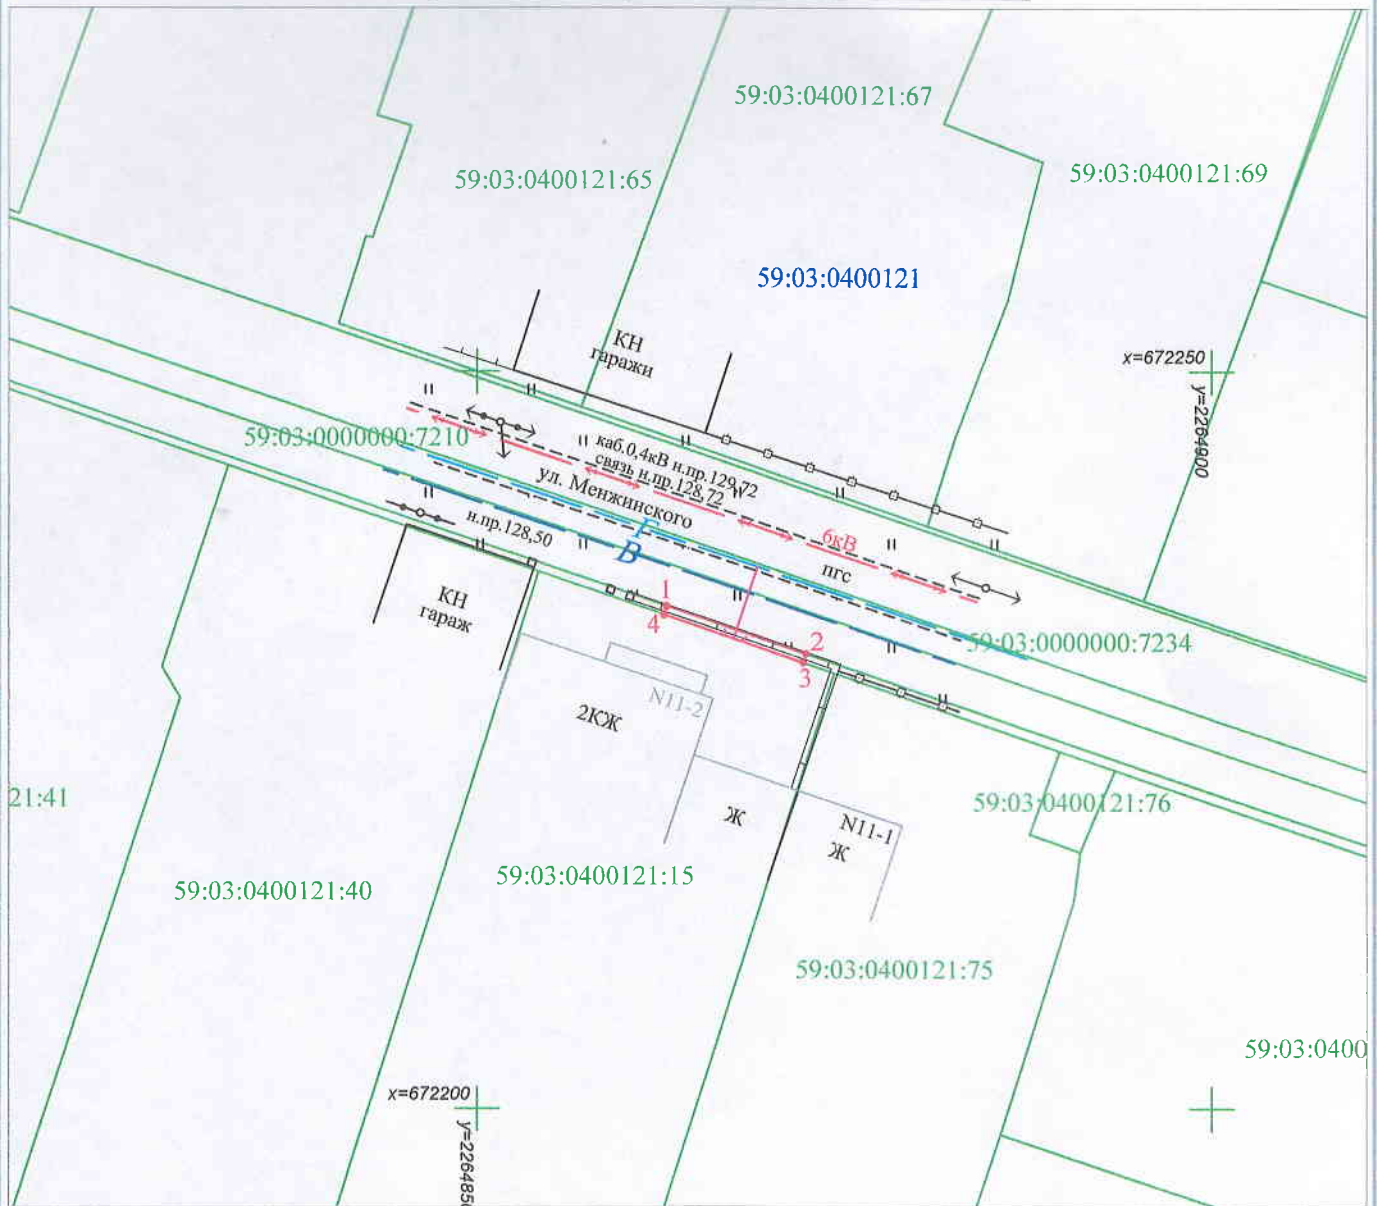 59:03:0400121:67
59:03:0400121:69
59:03:0400121:65
59:03:0400121
КН
гаражи
x=672250
y=2264900
59:03:0000000:7210
каб.0,4кВ н.пр.129,72
связь н.пр.128,72
ул. Менжинского
н.пр.128,50
Г
В
6кВ
пгс
КН
гараж
1
4
2
3
59:03:0000000:7234
N11-2
2КЖ
21:41
59:03:0400121:76
Ж
N11-1
Ж
59:03:0400121:40
59:03:0400121:15
59:03:0400121:75
59:03:0400
x=672200
y=2264850